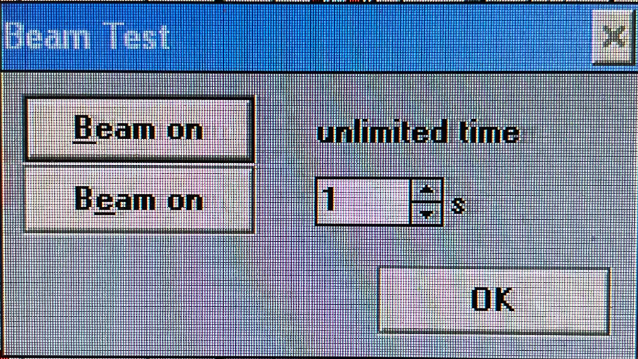 Beam Test
Beam on unlimited time
Beam on 1 s
OK